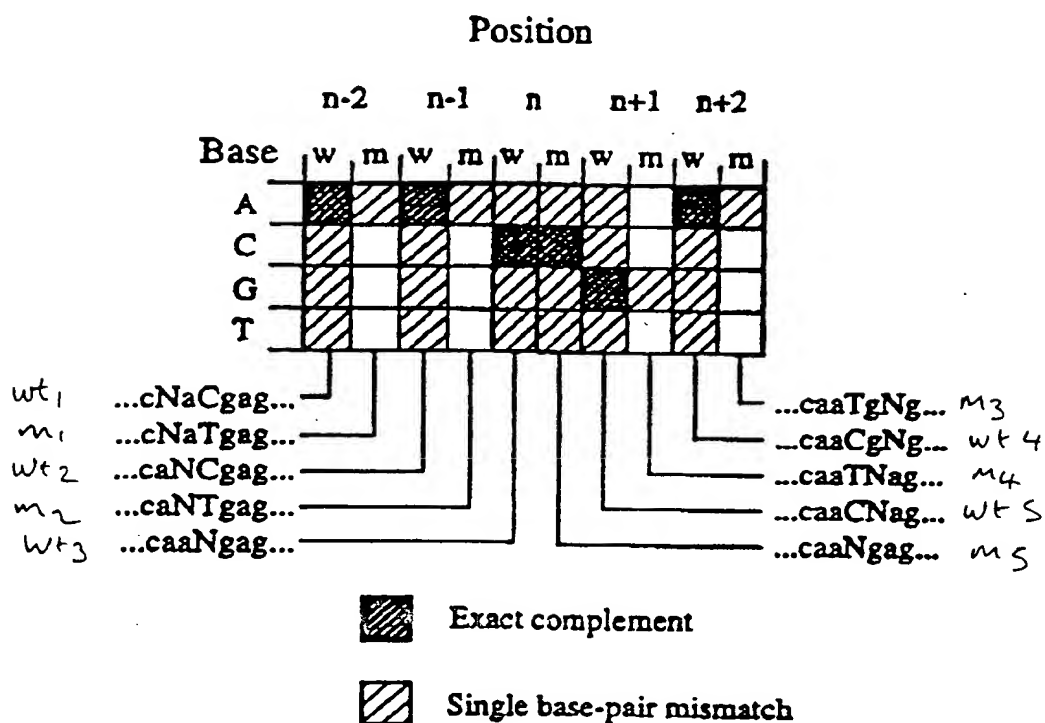 Position
n-2 n-1 n n+1 n+2
Base w m w m w m w m w m
A
C
G
T
wt1 ...cNaCgag...
m1 ...cNaTgag...
wt2 ...caNCgag...
m2 ...caNTgag...
wt3 ...caaNgag...
...caaTgNg... m3
...caaCgNg... wt4
...caaTNag... m4
...caaCNag... wt5
...caaNgag... m5
Exact complement
Single base-pair mismatch